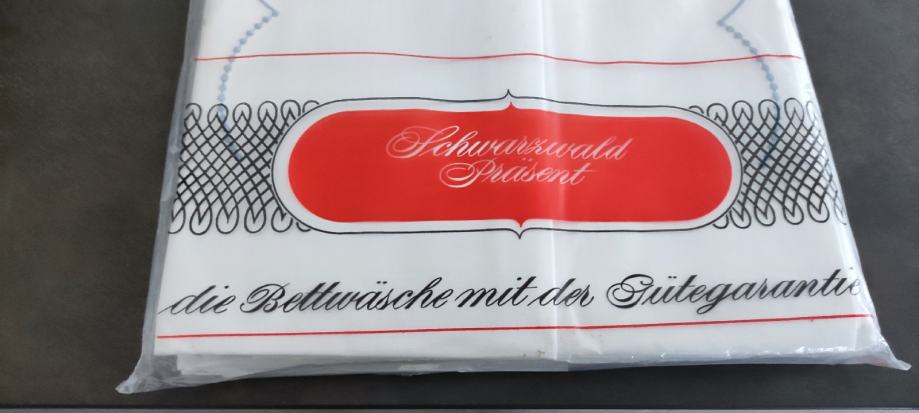 Schwarzwald
Präsent
die Bettwäsche mit der Gütegarantie